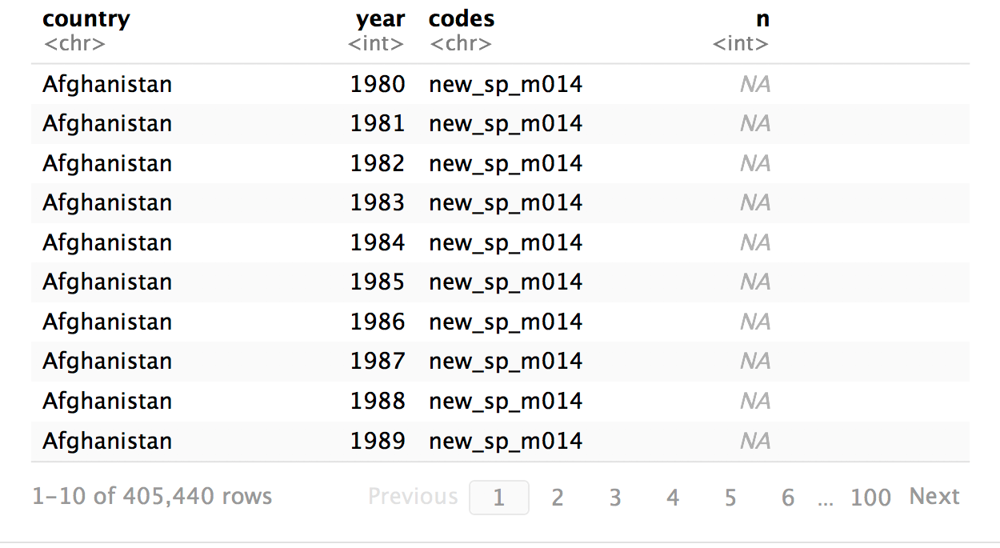 country year codes n
<chr> <int> <chr> <int>
Afghanistan 1980 new_sp_m014 NA
Afghanistan 1981 new_sp_m014 NA
Afghanistan 1982 new_sp_m014 NA
Afghanistan 1983 new_sp_m014 NA
Afghanistan 1984 new_sp_m014 NA
Afghanistan 1985 new_sp_m014 NA
Afghanistan 1986 new_sp_m014 NA
Afghanistan 1987 new_sp_m014 NA
Afghanistan 1988 new_sp_m014 NA
Afghanistan 1989 new_sp_m014 NA
1–10 of 405,440 rows Previous 1 2 3 4 5 6 ... 100 Next